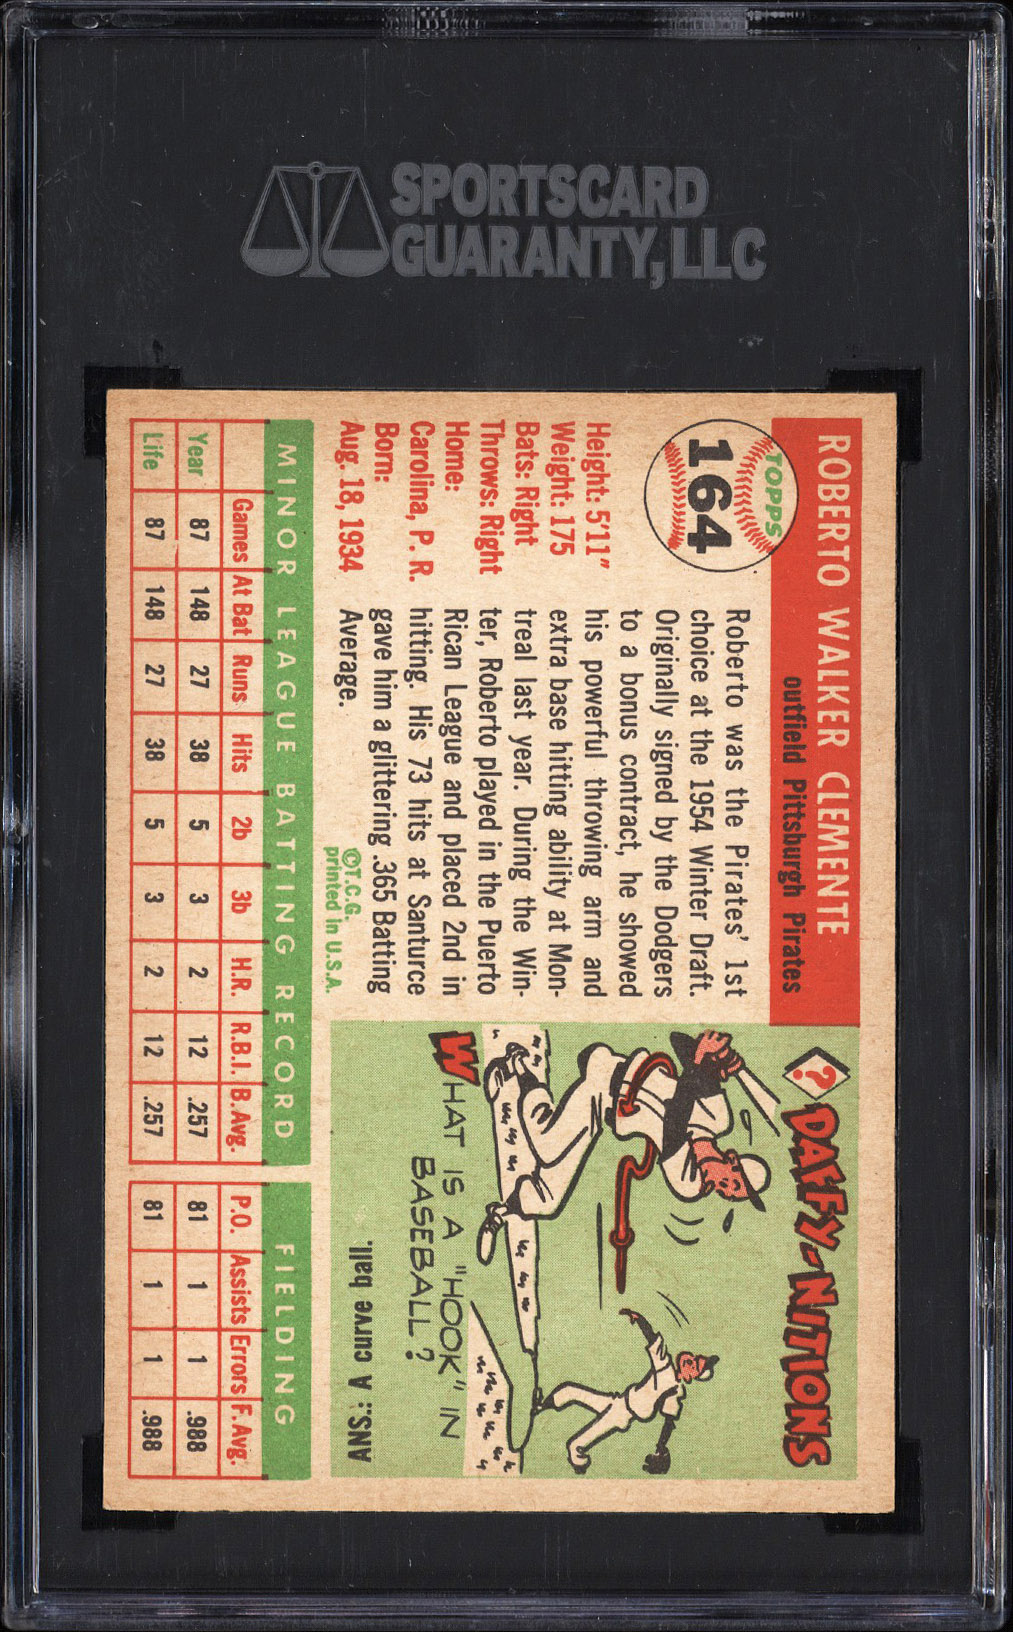 SPORTSCARD
GUARANTY, LLC
ROBERTO WALKER CLEMENTE
outfield Pittsburgh Pirates
TOPPS
164
Height: 5'11"
Weight: 175
Bats: Right
Throws: Right
Home:
Carolina, P. R.
Born:
Aug. 18, 1934
Roberto was the Pirates' 1st
choice at the 1954 Winter Draft.
Originally signed by the Dodgers
to a bonus contract, he showed
his powerful throwing arm and
extra base hitting ability at Mon-
treal last year. During the Win-
ter, Roberto played in the Puerto
Rican League and placed 2nd in
hitting. His 73 hits at Santurce
gave him a glittering .365 Batting
Average.
©T.C.G.
printed in U.S.A.
? DAFFY-NITIONS
WHAT IS A "HOOK" IN
BASEBALL?
ANS.: A curve ball.
MINOR LEAGUE BATTING RECORD
FIELDING
Games At Bat Runs Hits 2b 3b H.R. R.B.I. B. Avg. P.O. Assists Errors F. Avg.
Year 87 148 27 38 5 3 2 12 .257 81 1 1 .988
Life 87 148 27 38 5 3 2 12 .257 81 1 1 .988